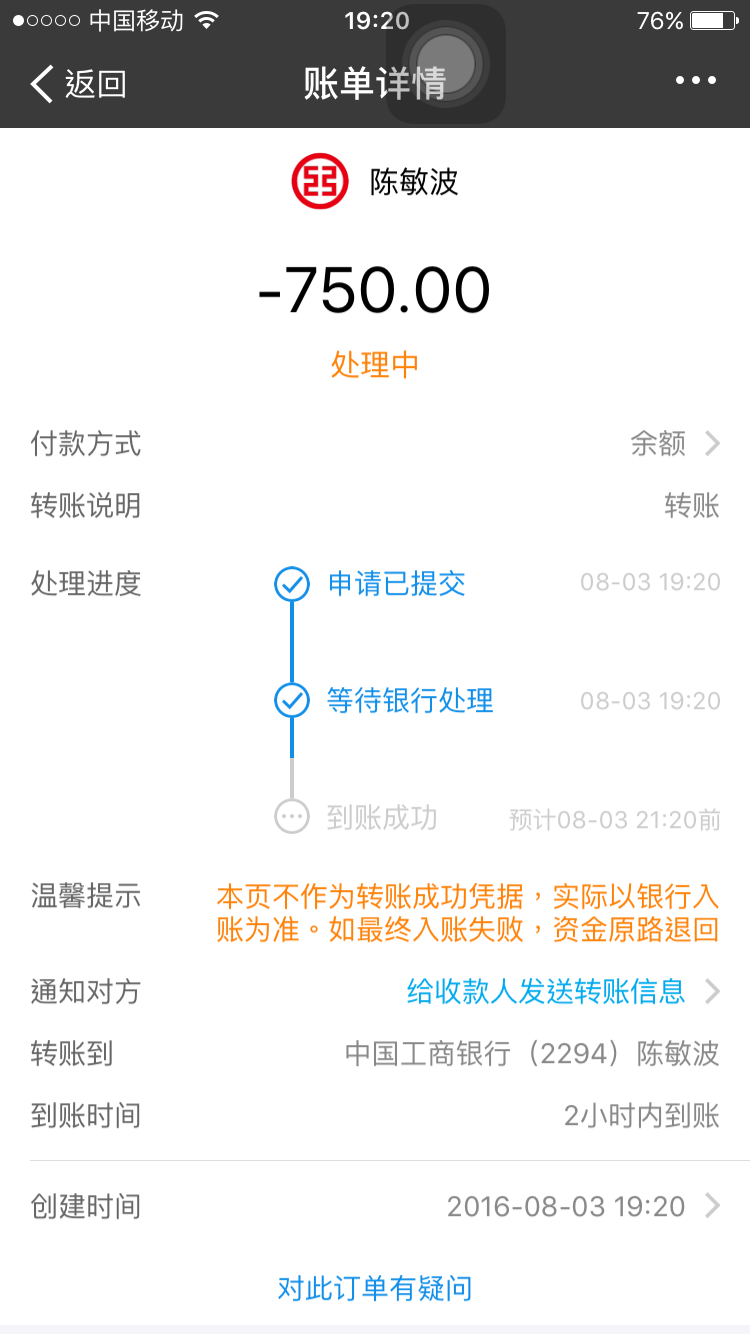 中国移动 19:20 76%
返回 账单详情
陈敏波
-750.00
处理中
付款方式 余额
转账说明 转账
处理进度 申请已提交 08-03 19:20
等待银行处理 08-03 19:20
到账成功 预计08-03 21:20前
温馨提示 本页不作为转账成功凭据，实际以银行入
账为准。如最终入账失败，资金原路退回
通知对方 给收款人发送转账信息
转账到 中国工商银行（2294）陈敏波
到账时间 2小时内到账
创建时间 2016-08-03 19:20
对此订单有疑问